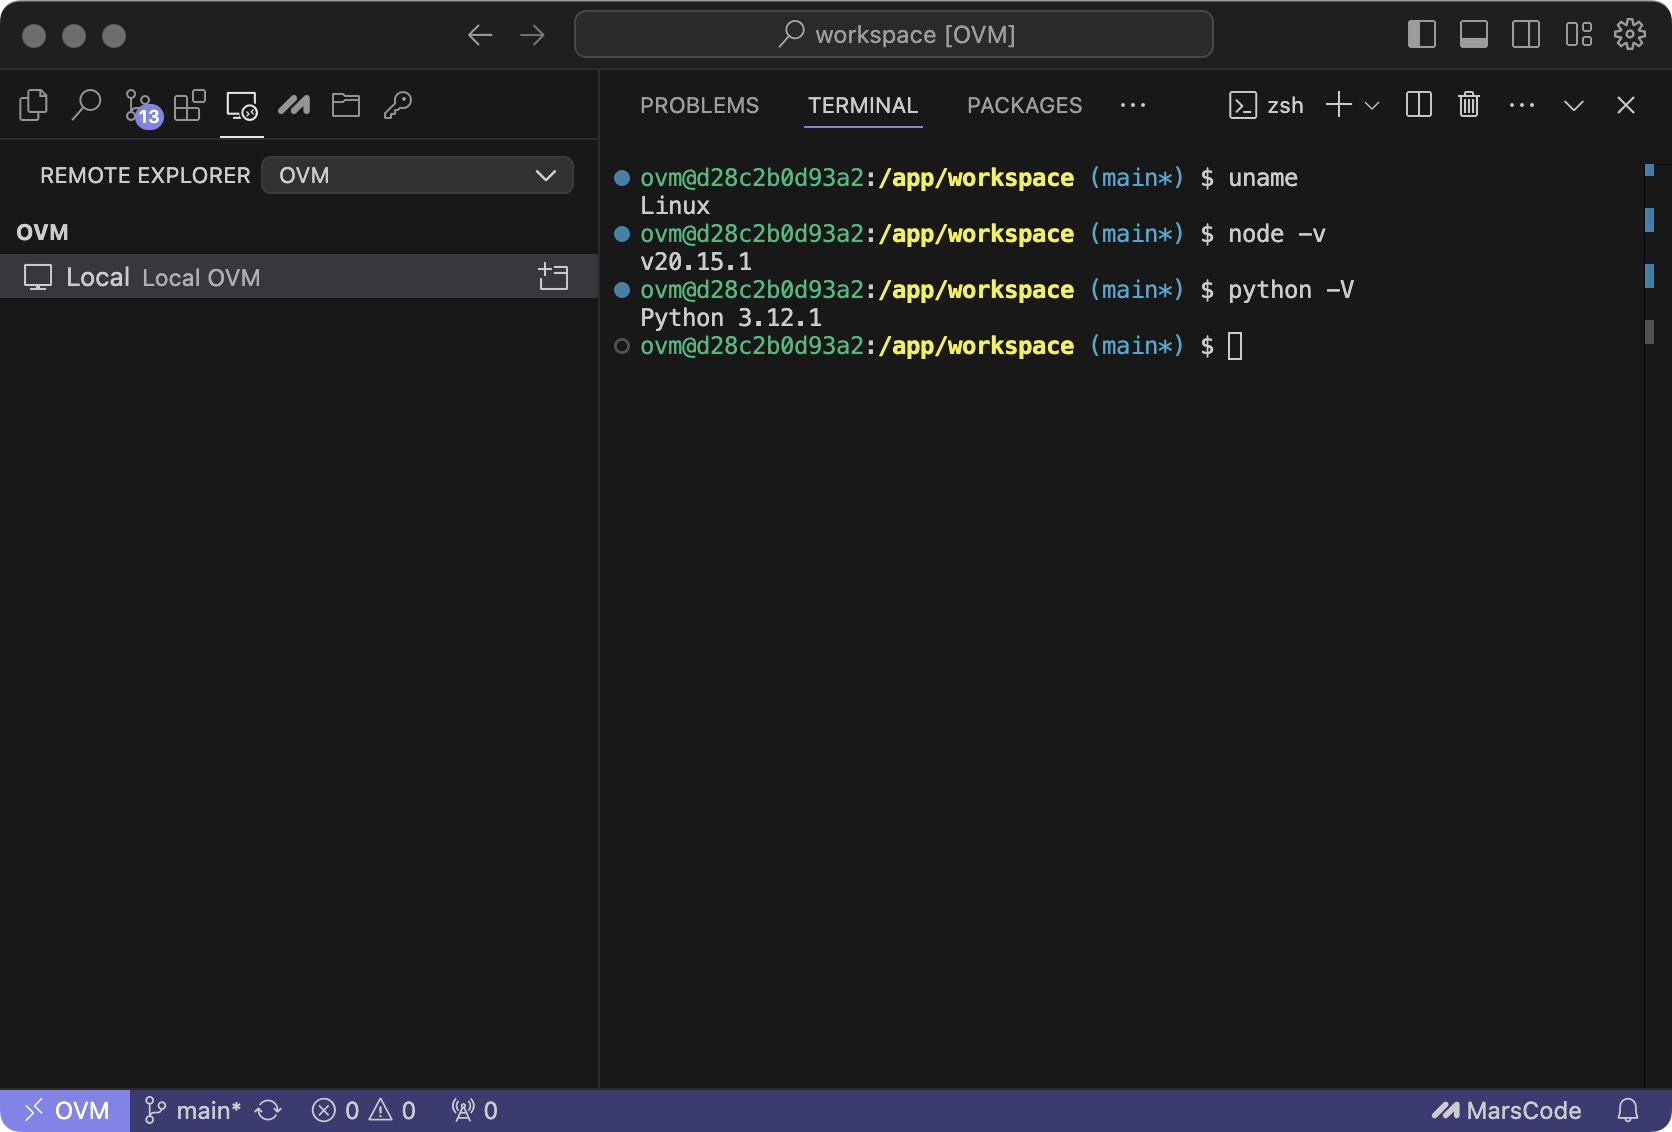 workspace [OVM]
13
REMOTE EXPLORER OVM
OVM
Local Local OVM
PROBLEMS TERMINAL PACKAGES ··· zsh ···
ovm@d28c2b0d93a2:/app/workspace (main*) $ uname
Linux
ovm@d28c2b0d93a2:/app/workspace (main*) $ node -v
v20.15.1
ovm@d28c2b0d93a2:/app/workspace (main*) $ python -V
Python 3.12.1
ovm@d28c2b0d93a2:/app/workspace (main*) $
OVM main* 0 0 0 MarsCode